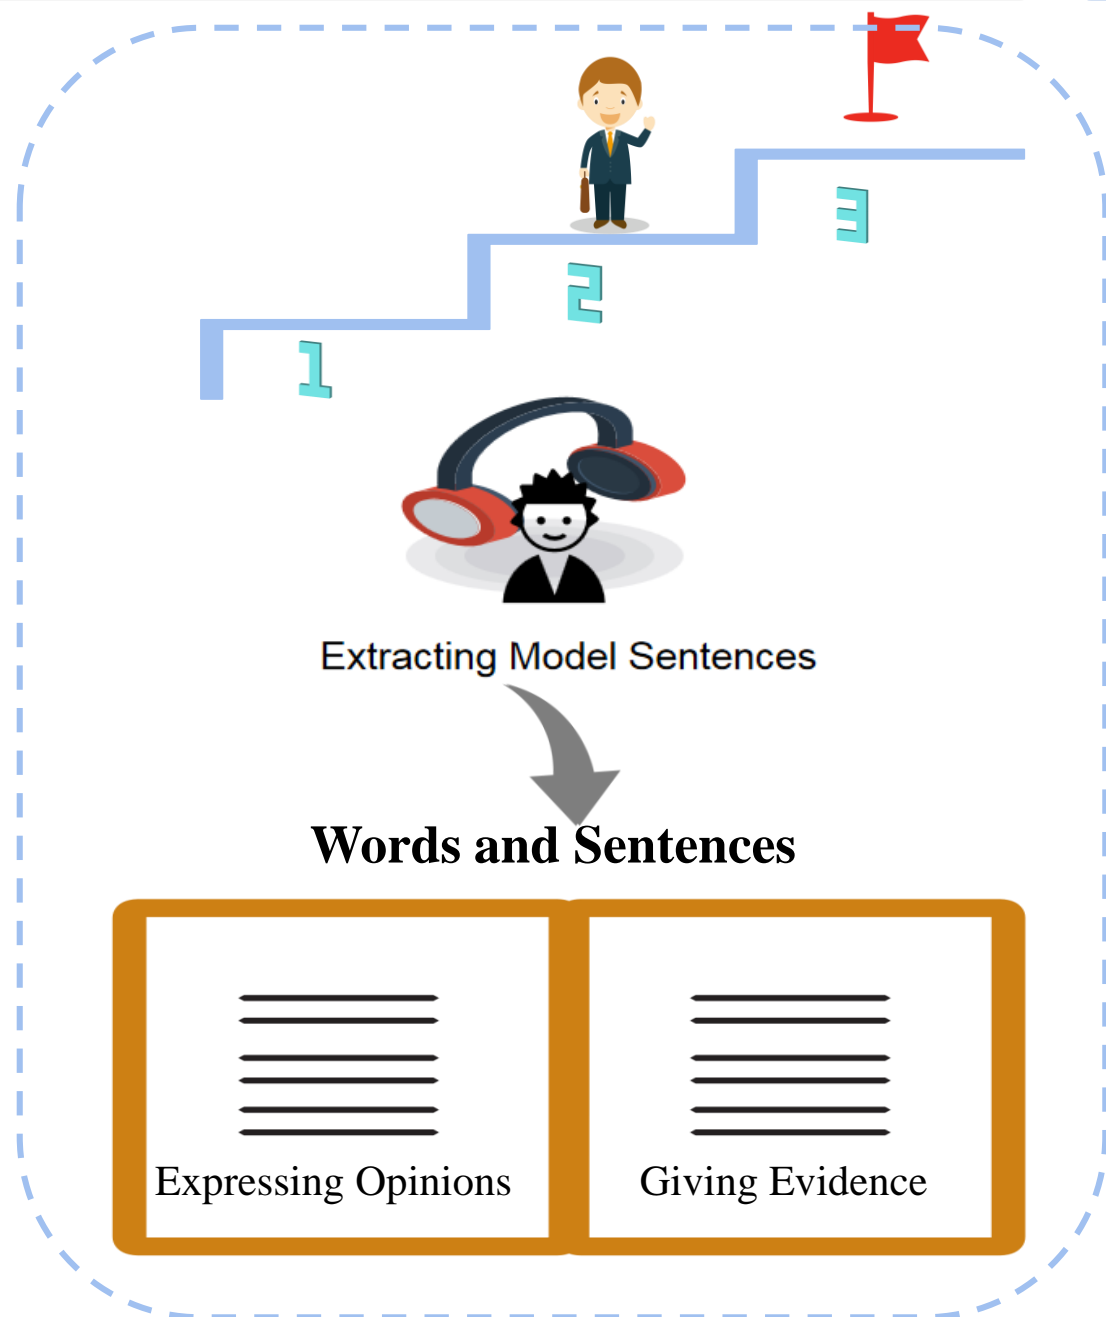 3
2
1
Extracting Model Sentences
Words and Sentences
Expressing Opinions Giving Evidence